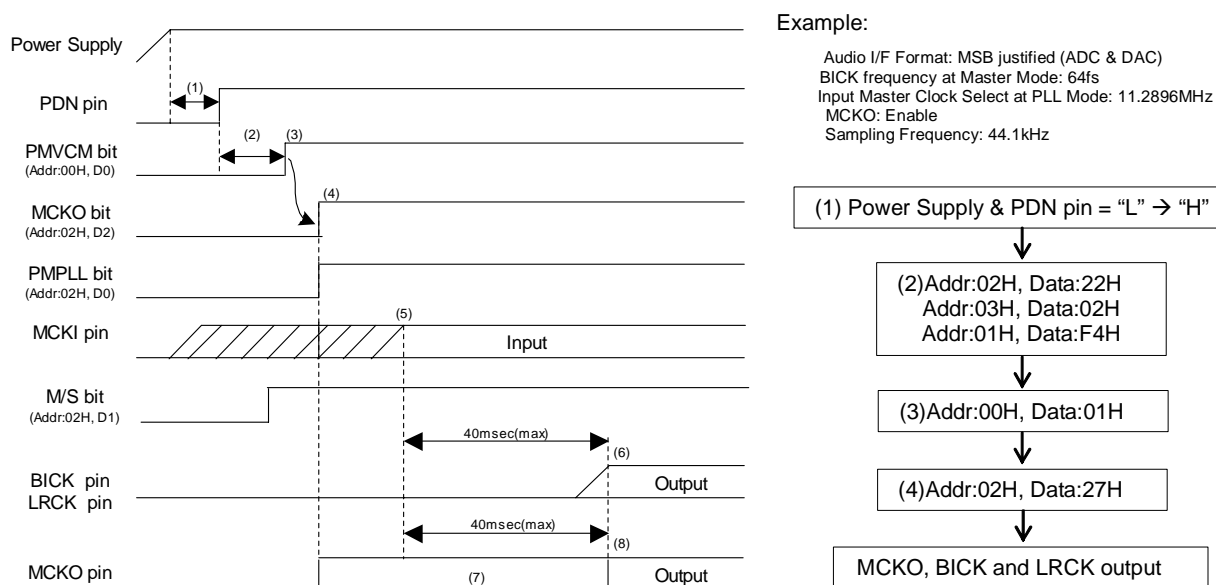 Power Supply
(1)
PDN pin
(2)
(3)
PMVCM bit
(Addr:00H, D0)
(4)
MCKO bit
(Addr:02H, D2)
PMPLL bit
(Addr:02H, D0)
(5)
MCKI pin
Input
M/S bit
(Addr:02H, D1)
40msec(max)
(6)
BICK pin
LRCK pin
Output
40msec(max)
(8)
MCKO pin
(7)
Output
Example:
Audio I/F Format: MSB justified (ADC & DAC)
BICK frequency at Master Mode: 64fs
Input Master Clock Select at PLL Mode: 11.2896MHz
MCKO: Enable
Sampling Frequency: 44.1kHz
(1) Power Supply & PDN pin = “L” → “H”
(2)Addr:02H, Data:22H
Addr:03H, Data:02H
Addr:01H, Data:F4H
(3)Addr:00H, Data:01H
(4)Addr:02H, Data:27H
MCKO, BICK and LRCK output